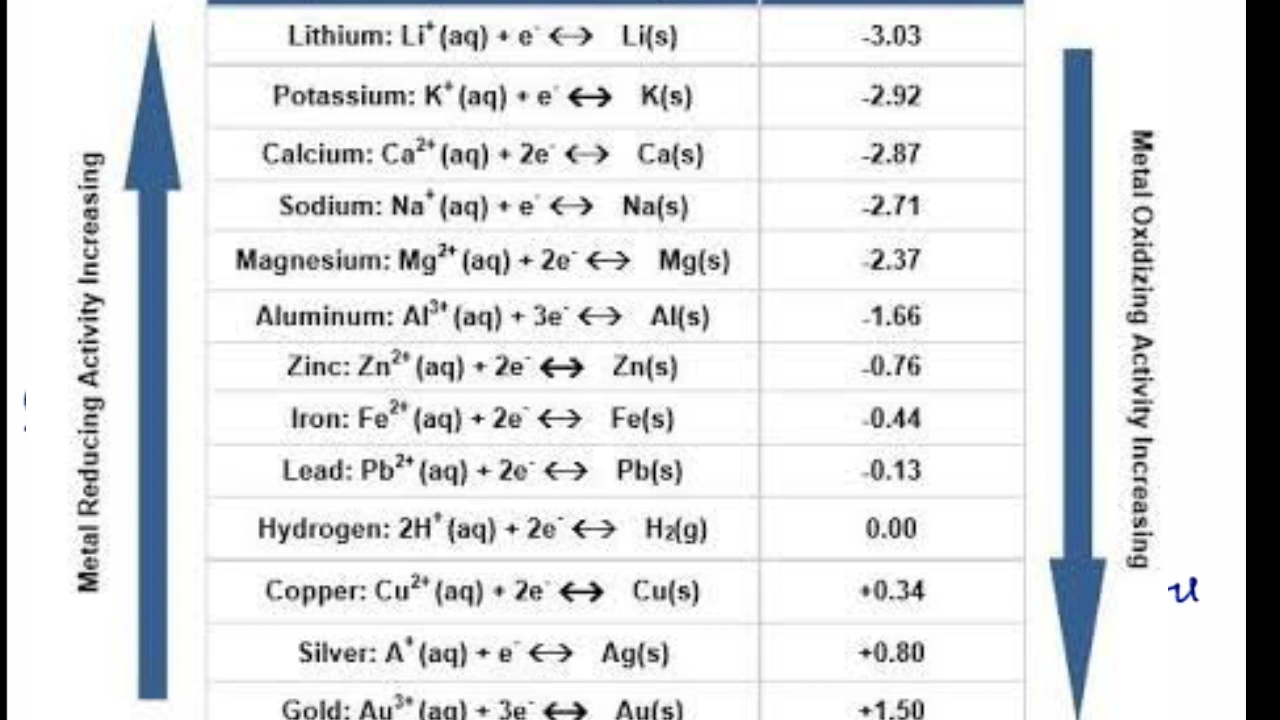 Metal Reducing Activity Increasing
Lithium: Li⁺ (aq) + e⁻ ↔ Li(s) -3.03
Potassium: K⁺ (aq) + e⁻ ↔ K(s) -2.92
Calcium: Ca²⁺ (aq) + 2e⁻ ↔ Ca(s) -2.87
Sodium: Na⁺ (aq) + e⁻ ↔ Na(s) -2.71
Magnesium: Mg²⁺ (aq) + 2e⁻ ↔ Mg(s) -2.37
Aluminum: Al³⁺ (aq) + 3e⁻ ↔ Al(s) -1.66
Zinc: Zn²⁺ (aq) + 2e⁻ ↔ Zn(s) -0.76
Iron: Fe²⁺ (aq) + 2e⁻ ↔ Fe(s) -0.44
Lead: Pb²⁺ (aq) + 2e⁻ ↔ Pb(s) -0.13
Hydrogen: 2H⁺ (aq) + 2e⁻ ↔ H₂(g) 0.00
Copper: Cu²⁺ (aq) + 2e⁻ ↔ Cu(s) +0.34
Silver: A⁺ (aq) + e⁻ ↔ Ag(s) +0.80
Gold: Au³⁺ (aq) + 3e⁻ ↔ Au(s) +1.50
Metal Oxidizing Activity Increasing